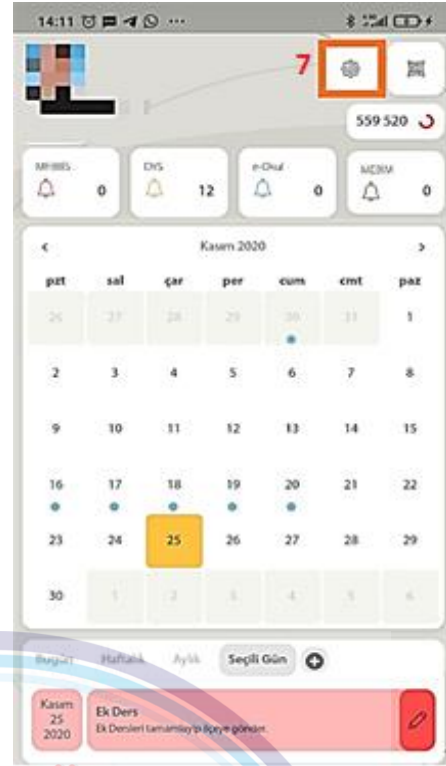 14:11
7
559 520
MEBBİS
0
DYS
12
e-Okul
0
0
Kasım 2020
pzt sal çar per cum cmt paz
26 27 28 29 30 31 1
2 3 4 5 6 7 8
9 10 11 12 13 14 15
16 17 18 19 20 21 22
23 24 25 26 27 28 29
30 1 2 3 4 5 6
Bugün Haftalık Aylık Seçili Gün
Kasım
25
2020
Ek Ders
Ek Dersleri tamamlayıp ilçeye gönder.